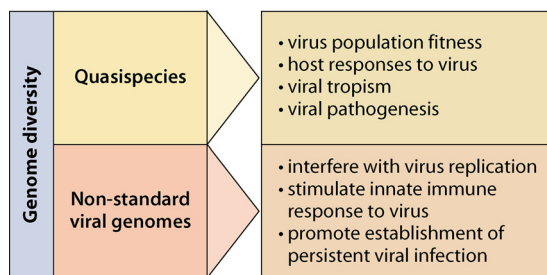 Genome diversity
Quasispecies
• virus population fitness
• host responses to virus
• viral tropism
• viral pathogenesis
Non-standard
viral genomes
• interfere with virus replication
• stimulate innate immune
response to virus
• promote establishment of
persistent viral infection